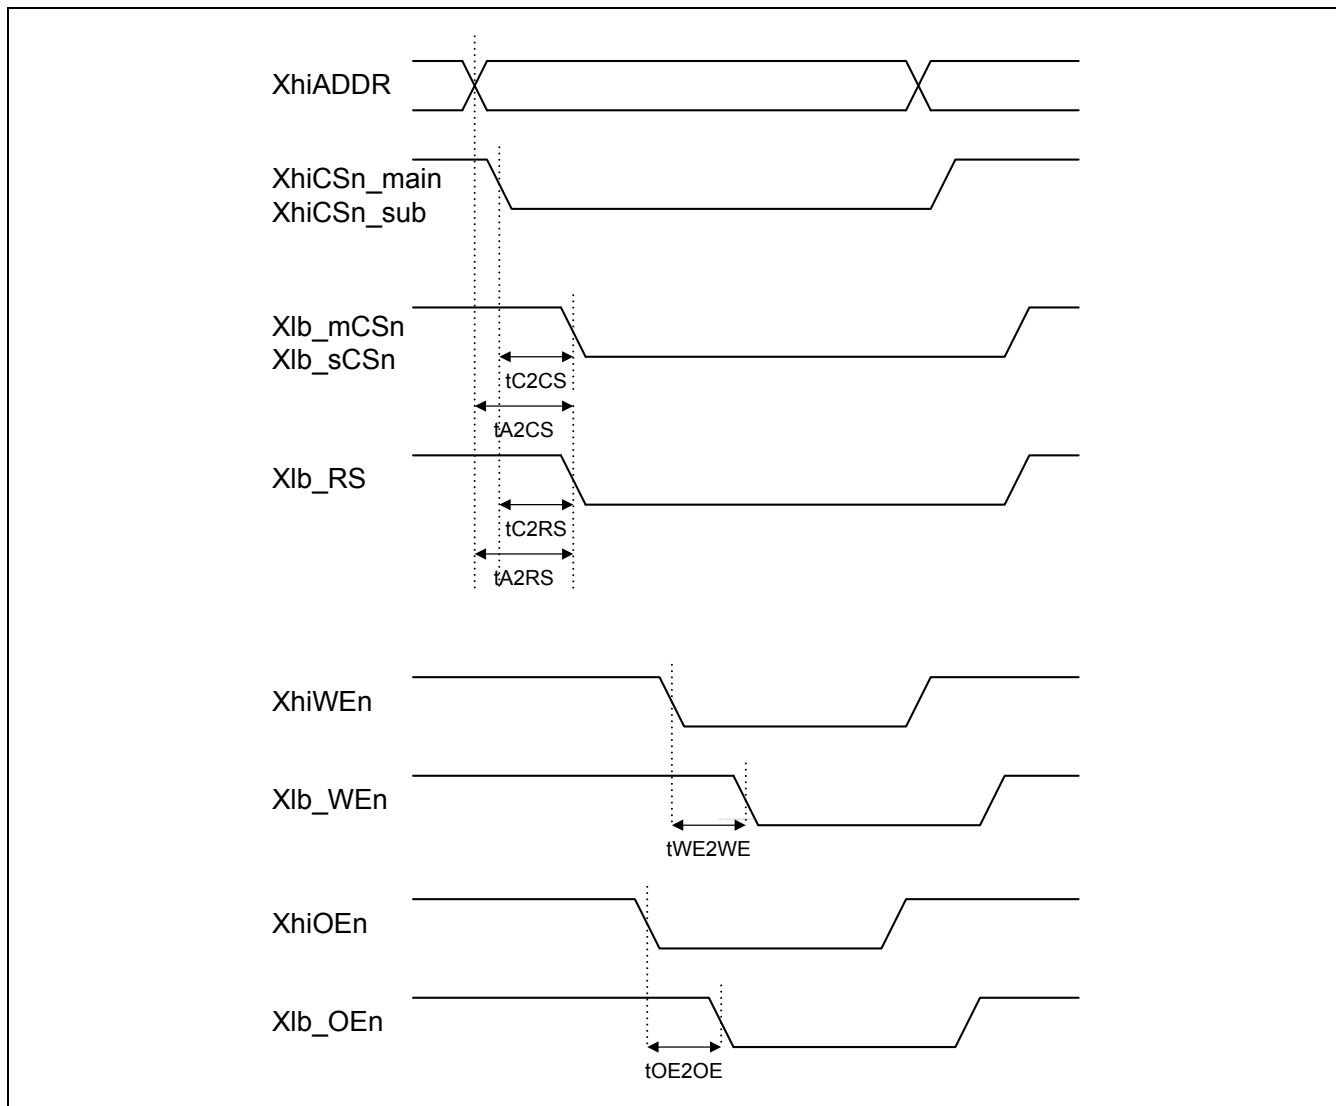 XhiADDR
XhiCSn_main
XhiCSn_sub
Xlb_mCSn
Xlb_sCSn
tC2CS
tA2CS
Xlb_RS
tC2RS
tA2RS
XhiWEn
Xlb_WEn
tWE2WE
XhiOEn
Xlb_OEn
tOE2OE